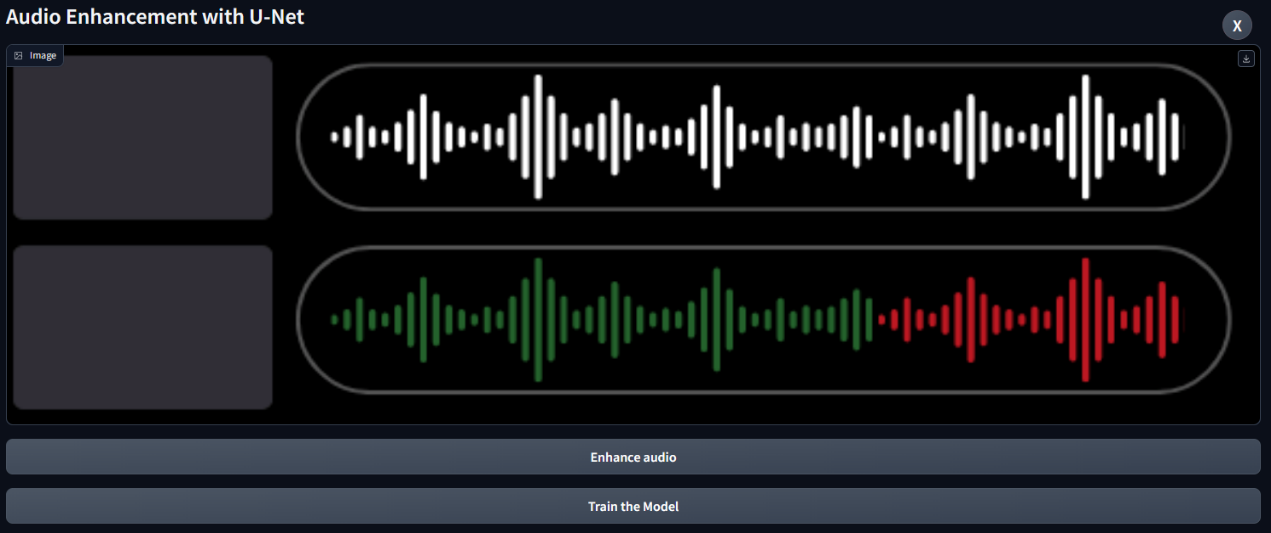 Audio Enhancement with U-Net
X
Image
Enhance audio
Train the Model